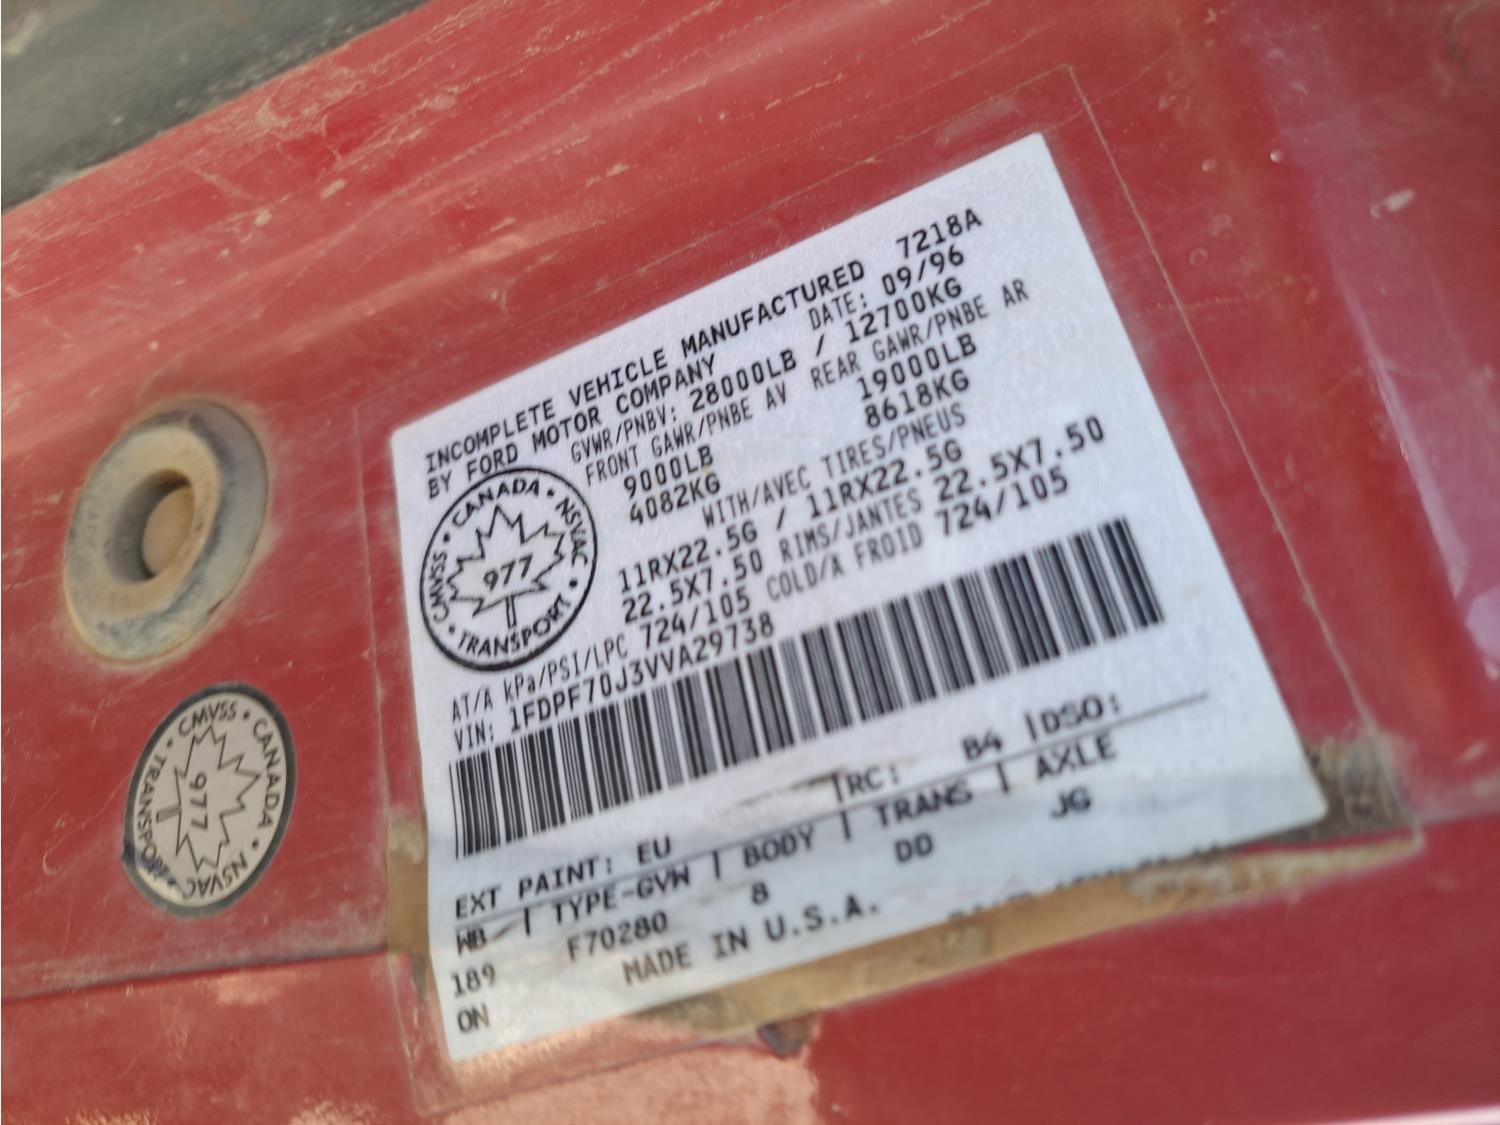 INCOMPLETE VEHICLE MANUFACTURED 7218A
BY FORD MOTOR COMPANY DATE: 09/96
GVWR/PNBV: 28000LB / 12700KG
FRONT GAWR/PNBE AV REAR GAWR/PNBE AR
9000LB 19000LB
4082KG 8618KG
WITH/AVEC TIRES/PNEUS
11RX22.5G / 11RX22.5G
22.5X7.50 RIMS/JANTES 22.5X7.50
AT/A kPa/PSI/LPC 724/105 COLD/A FROID 724/105
VIN: 1FDPF70J3VVA29738
CANADA • NSVAC • TRANSPORT • CMVSS •
977
EXT PAINT: EU RC: B4 DSO:
WB | TYPE-GVW | BODY | TRANS | AXLE
189 F70280 8 DD JG
ON MADE IN U.S.A.
CMVSS • CANADA • NSVAC • TRANSPORT •
977